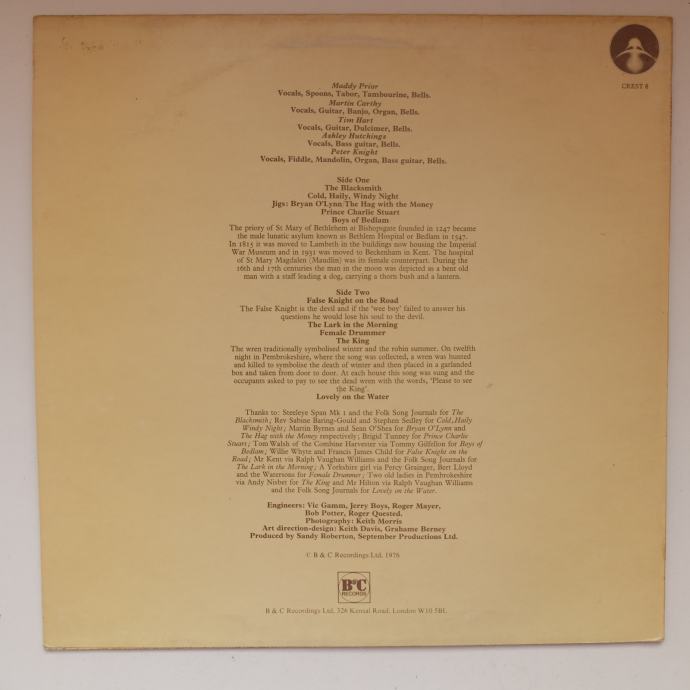 CREST 8
Maddy Prior
Vocals, Spoons, Tabor, Tambourine, Bells.
Martin Carthy
Vocals, Guitar, Banjo, Organ, Bells.
Tim Hart
Vocals, Guitar, Dulcimer, Bells.
Ashley Hutchings
Vocals, Bass guitar, Bells.
Peter Knight
Vocals, Fiddle, Mandolin, Organ, Bass guitar, Bells.
Side One
The Blacksmith
Cold, Haily, Windy Night
Jigs: Bryan O'Lynn/The Hag with the Money
Prince Charlie Stuart
Boys of Bedlam
The priory of St Mary of Bethlehem at Bishopsgate founded in 1247 became
the male lunatic asylum known as Bethlem Hospital or Bedlam in 1547.
In 1815 it was moved to Lambeth in the buildings now housing the Imperial
War Museum and in 1931 was moved to Beckenham in Kent. The hospital
of St Mary Magdalen (Maudlin) was its female counterpart. During the
16th and 17th centuries the man in the moon was depicted as a bent old
man with a staff leading a dog, carrying a thorn bush and a lantern.
Side Two
False Knight on the Road
The False Knight is the devil and if the 'wee boy' failed to answer his
questions he would lose his soul to the devil.
The Lark in the Morning
Female Drummer
The King
The wren traditionally symbolised winter and the robin summer. On twelfth
night in Pembrokeshire, where the song was collected, a wren was hunted
and killed to symbolise the death of winter and then placed in a garlanded
box and taken from door to door. At each house this song was sung and the
occupants asked to pay to see the dead wren with the words, 'Please to see
the King'.
Lovely on the Water
Thanks to: Steeleye Span Mk 1 and the Folk Song Journals for The
Blacksmith; Rev Sabine Baring-Gould and Stephen Sedley for Cold, Haily
Windy Night; Martin Byrnes and Sean O'Shea for Bryan O'Lynn and
The Hag with the Money respectively; Brigid Tunney for Prince Charlie
Stuart; Tom Walsh of the Combine Harvester via Tommy Gilfellon for Boys of
Bedlam; Willie Whyte and Francis James Child for False Knight on the
Road; Mr Kent via Ralph Vaughan Williams and the Folk Song Journals for
The Lark in the Morning; A Yorkshire girl via Percy Grainger, Bert Lloyd
and the Watersons for Female Drummer; Two old ladies in Pembrokeshire
via Andy Nisbet for The King and Mr Hilton via Ralph Vaughan Williams
and the Folk Song Journals for Lovely on the Water.
Engineers: Vic Gamm, Jerry Boys, Roger Mayer,
Bob Potter, Roger Quested.
Photography: Keith Morris
Art direction-design: Keith Davis, Grahame Berney
Produced by Sandy Roberton, September Productions Ltd.
© B & C Recordings Ltd. 1976
B&C
RECORDS
B & C Recordings Ltd, 326 Kensal Road, London W10 5BL